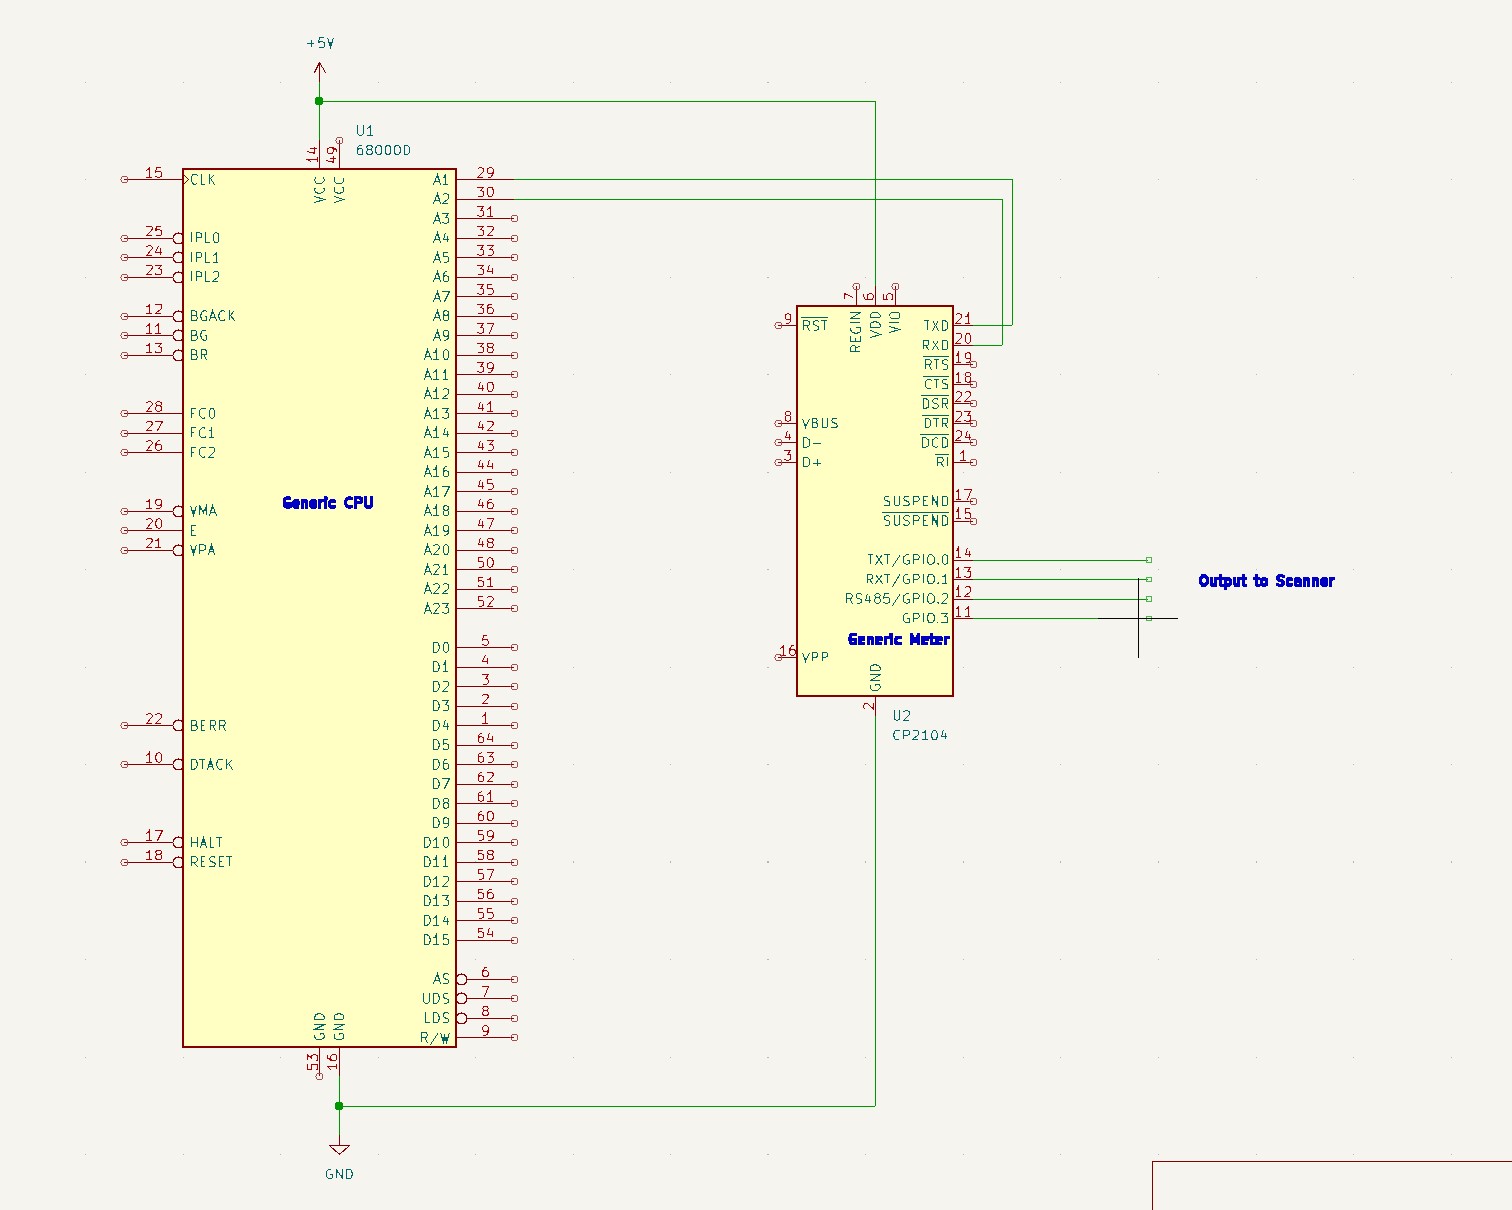 +5V
U1
68000D
14
49
VCC
VCC
15 CLK
25 IPL0
24 IPL1
23 IPL2
12 BGACK
11 BG
13 BR
28 FC0
27 FC1
26 FC2
19 VMA
20 E
21 VPA
22 BERR
10 DTACK
17 HALT
18 RESET
Generic CPU
A1 29
A2 30
A3 31
A4 32
A5 33
A6 34
A7 35
A8 36
A9 37
A10 38
A11 39
A12 40
A13 41
A14 42
A15 43
A16 44
A17 45
A18 46
A19 47
A20 48
A21 50
A22 51
A23 52
D0 5
D1 4
D2 3
D3 2
D4 1
D5 64
D6 63
D7 62
D8 61
D9 60
D10 59
D11 58
D12 57
D13 56
D14 55
D15 54
AS 6
UDS 7
LDS 8
R/W 9
GND
GND
53
16
GND
7
6
5
REGIN
VDD
VIO
9 RST
8 VBUS
4 D-
3 D+
16 VPP
TXD 21
RXD 20
RTS 19
CTS 18
DSR 22
DTR 23
DCD 24
RI 1
SUSPEND 17
SUSPEND 15
TXT/GPIO.0 14
RXT/GPIO.1 13
RS485/GPIO.2 12
GPIO.3 11
Generic Meter
GND
2
U2
CP2104
Output to Scanner